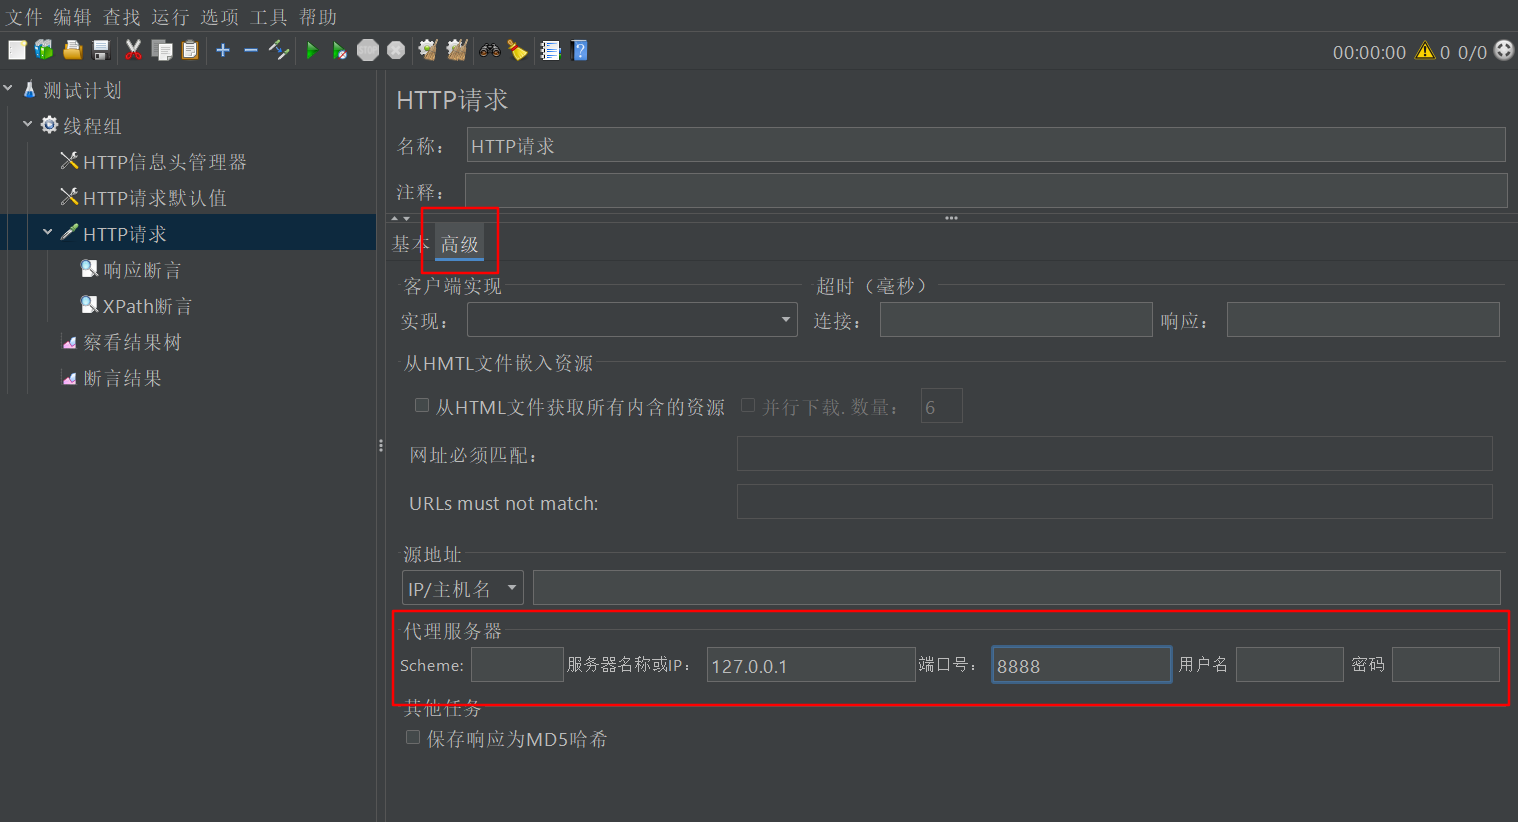 文件 编辑 查找 运行 选项 工具 帮助
00:00:00 0 0/0
测试计划
线程组
HTTP信息头管理器
HTTP请求默认值
HTTP请求
响应断言
XPath断言
察看结果树
断言结果
HTTP请求
名称: HTTP请求
注释:
基本 高级
客户端实现 超时（毫秒）
实现: 连接: 响应:
从HMTL文件嵌入资源
从HTML文件获取所有内含的资源 并行下载. 数量: 6
网址必须匹配:
URLs must not match:
源地址
IP/主机名
代理服务器
Scheme: 服务器名称或IP: 127.0.0.1 端口号: 8888 用户名 密码
其他任务
保存响应为MD5哈希